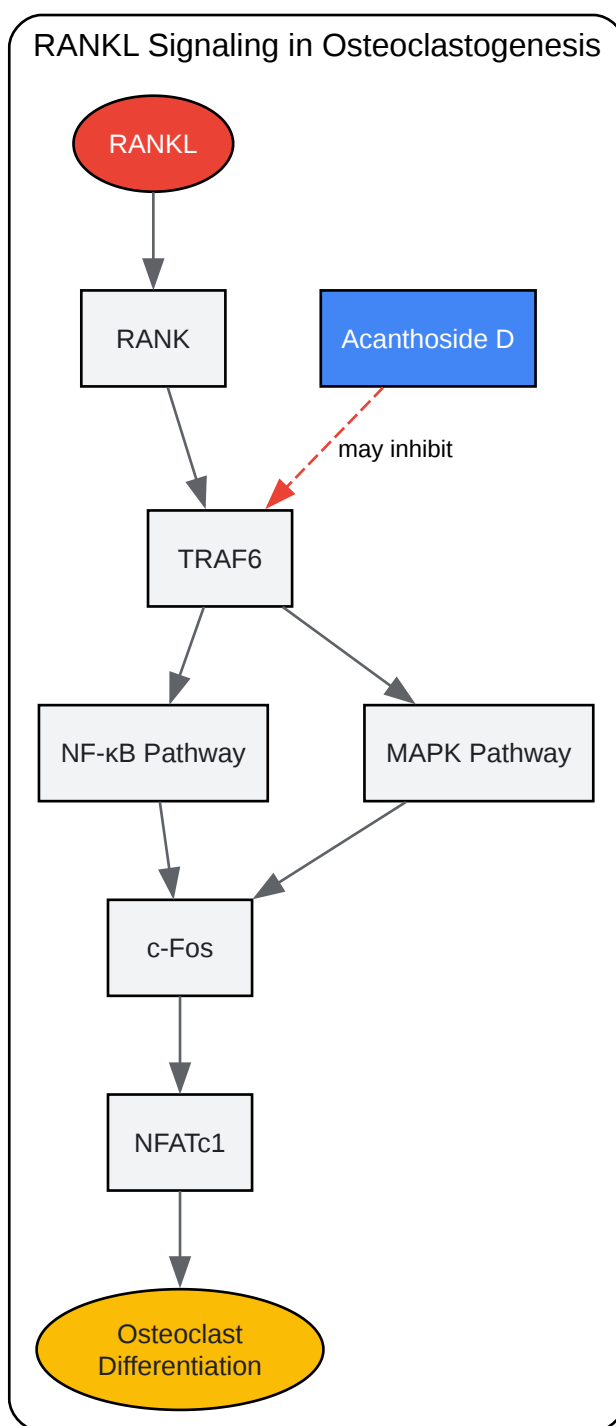 RANKL Signaling in Osteoclastogenesis
RANKL
RANK
Acanthoside D
may inhibit
TRAF6
NF-κB Pathway
MAPK Pathway
c-Fos
NFATc1
Osteoclast
Differentiation